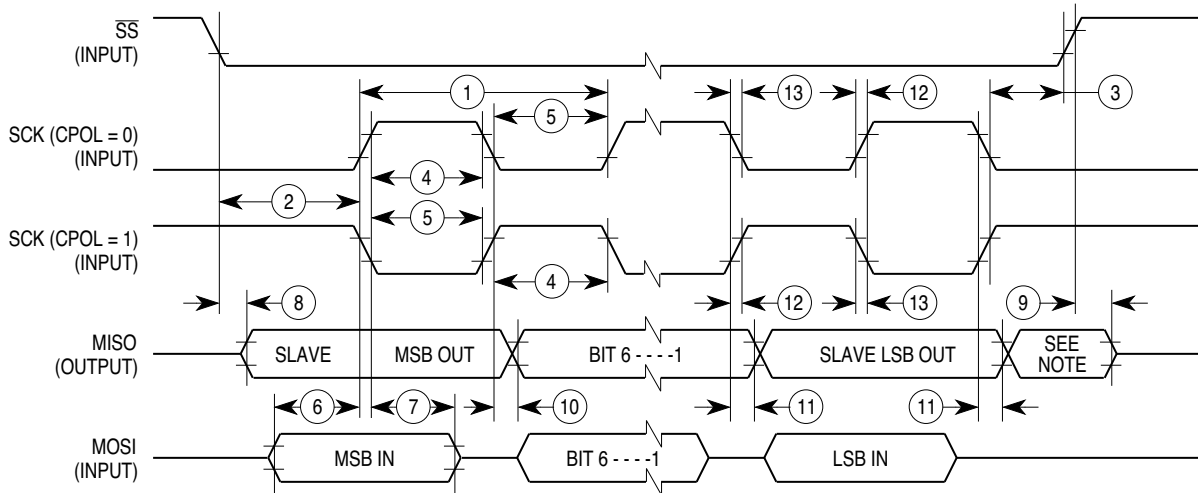 SS
(INPUT)
1 13 12 3
5
SCK (CPOL = 0)
(INPUT)
4
2
5
SCK (CPOL = 1)
(INPUT)
4
8 12 13 9
MISO
(OUTPUT)
SLAVE MSB OUT BIT 6 - - - - 1 SLAVE LSB OUT SEE
NOTE
6 7 10 11 11
MOSI
(INPUT)
MSB IN BIT 6 - - - - 1 LSB IN